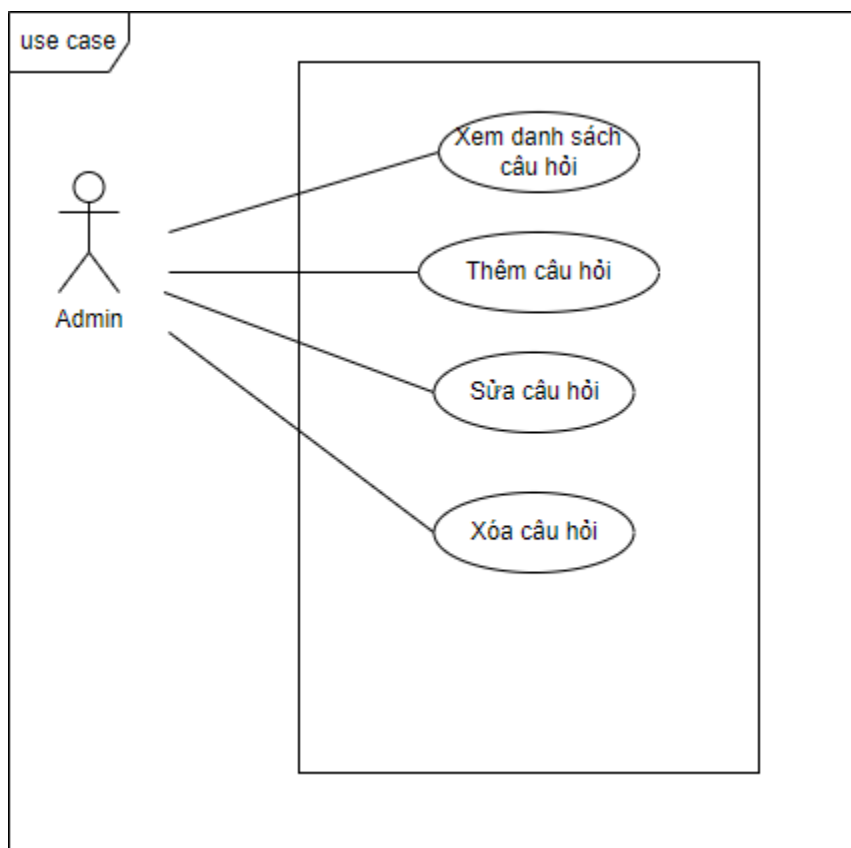 use case
Xem danh sách
câu hỏi
Thêm câu hỏi
Admin
Sửa câu hỏi
Xóa câu hỏi